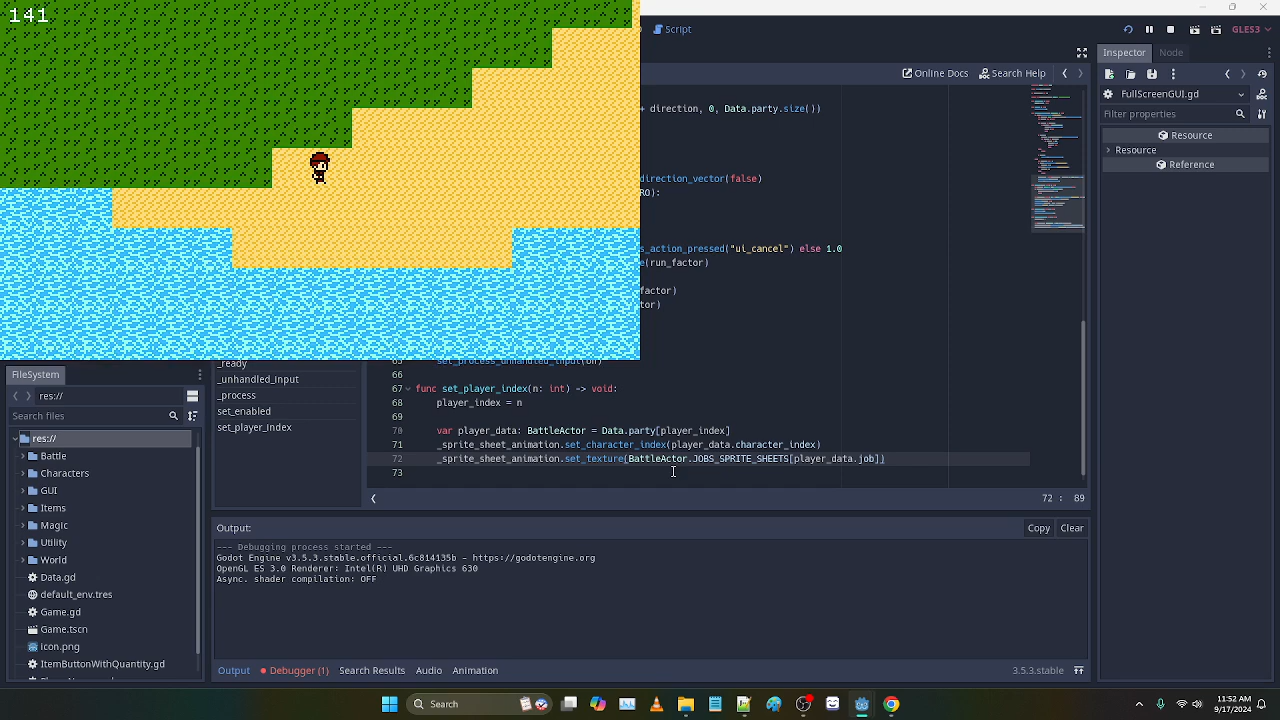 141
Script
GLES3
Inspector
Node
Online Docs
Search Help
FullScreenGUI.gd
+ direction, 0, Data.party.size())
Filter properties
Resource
Resource
Reference
direction_vector(false)
RO):
s_action_pressed("ui_cancel") else 1.0
e(run_factor)
factor)
tor)
_ready
_unhandled_input
_process
set_enabled
set_player_index
65 set_process_unhandled_input(on)
66
67 func set_player_index(n: int) -> void:
68 player_index = n
69
70 var player_data: BattleActor = Data.party[player_index]
71 _sprite_sheet_animation.set_character_index(player_data.character_index)
72 _sprite_sheet_animation.set_texture(BattleActor.JOBS_SPRITE_SHEETS[player_data.job])
73
72 : 89
FileSystem
res://
Search files
res://
Battle
Characters
GUI
Items
Magic
Utility
World
Data.gd
default_env.tres
Game.gd
Game.tscn
icon.png
ItemButtonWithQuantity.gd
Output:
Copy
Clear
--- Debugging process started ---
Godot Engine v3.5.3.stable.official.6c814135b - https://godotengine.org
OpenGL ES 3.0 Renderer: Intel(R) UHD Graphics 630
Async. shader compilation: OFF
Output
Debugger (1)
Search Results
Audio
Animation
3.5.3.stable
Search
11:52 AM
9/17/2024